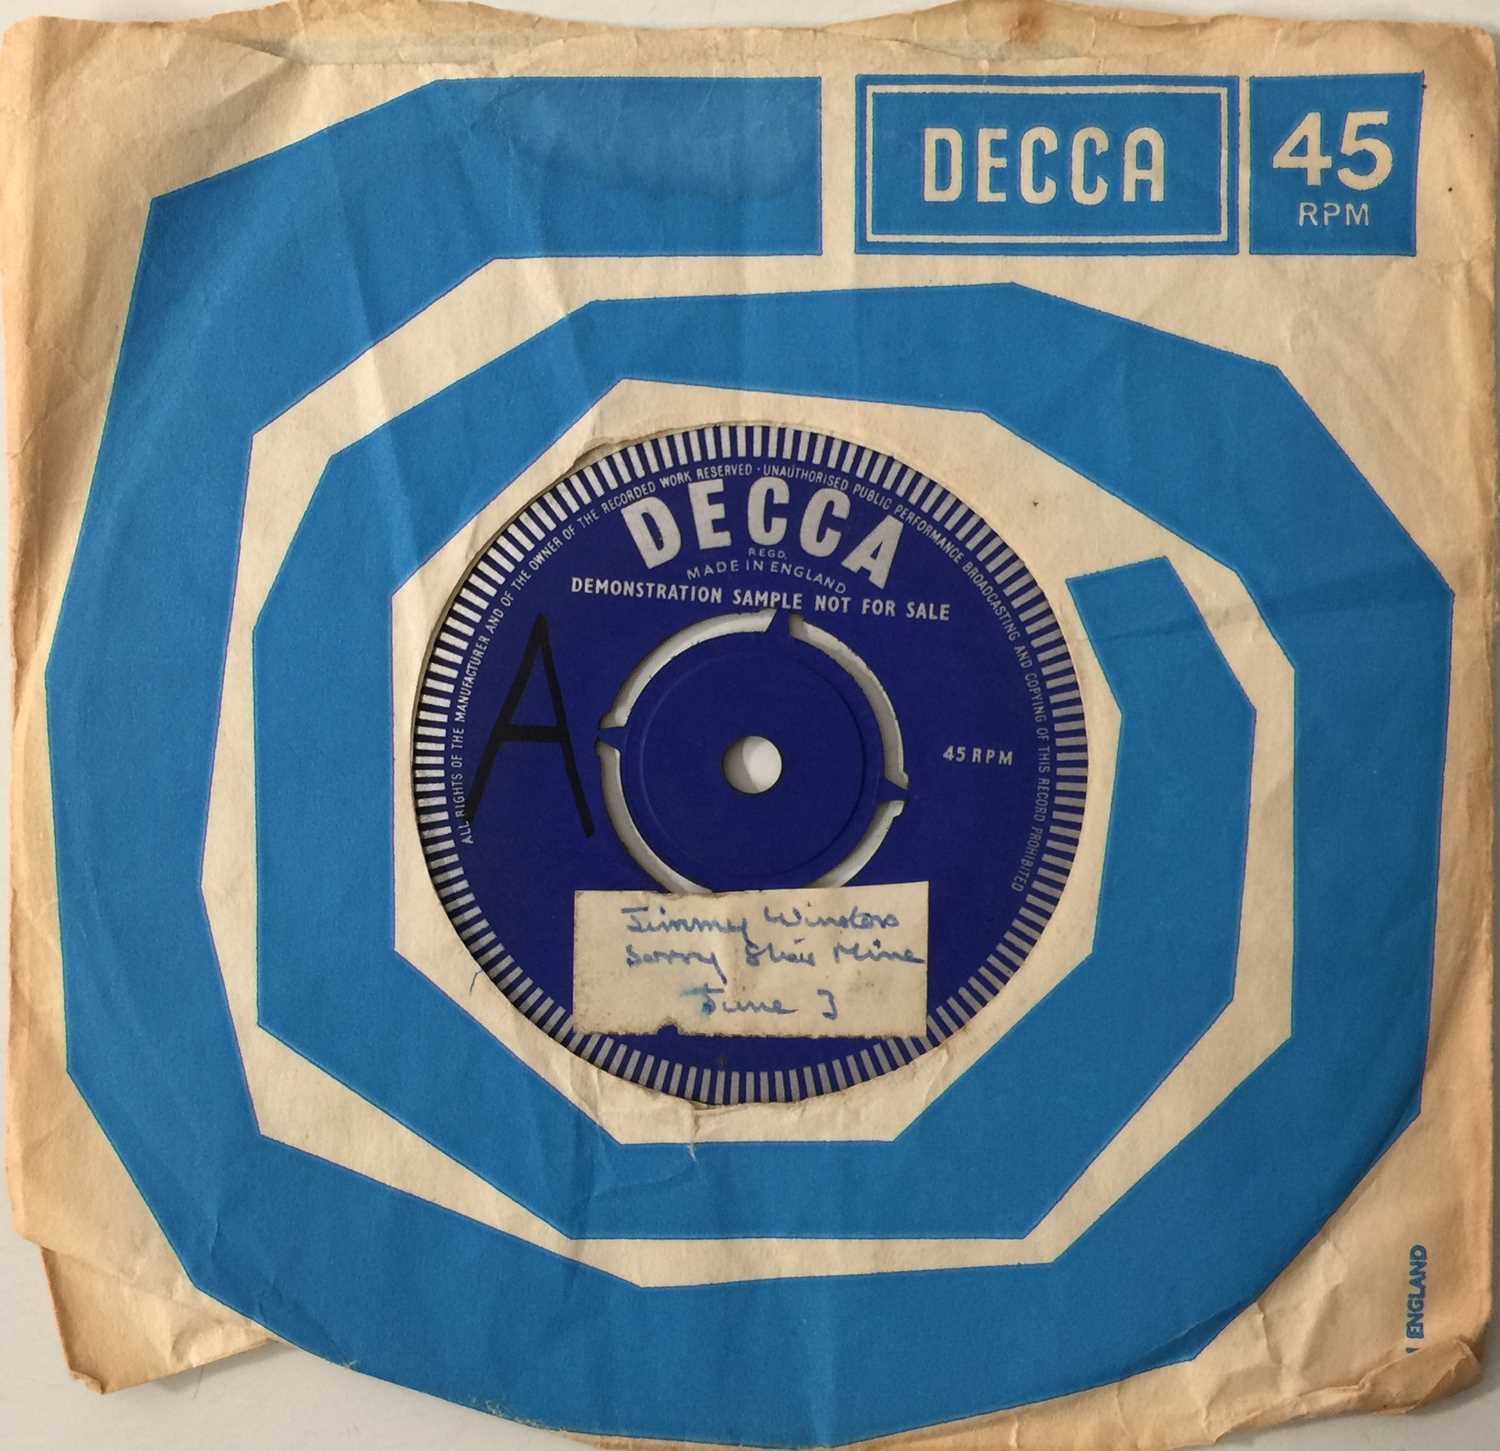 DECCA
45
RPM
ALL RIGHTS OF THE MANUFACTURER AND OF THE OWNER OF THE RECORDED WORK RESERVED · UNAUTHORISED PUBLIC PERFORMANCE BROADCASTING AND COPYING OF THIS RECORD PROHIBITED
DECCA
REGD.
MADE IN ENGLAND
DEMONSTRATION SAMPLE NOT FOR SALE
A
45 RPM
Jimmy Winston
Sorry She's Mine
June 3
ENGLAND